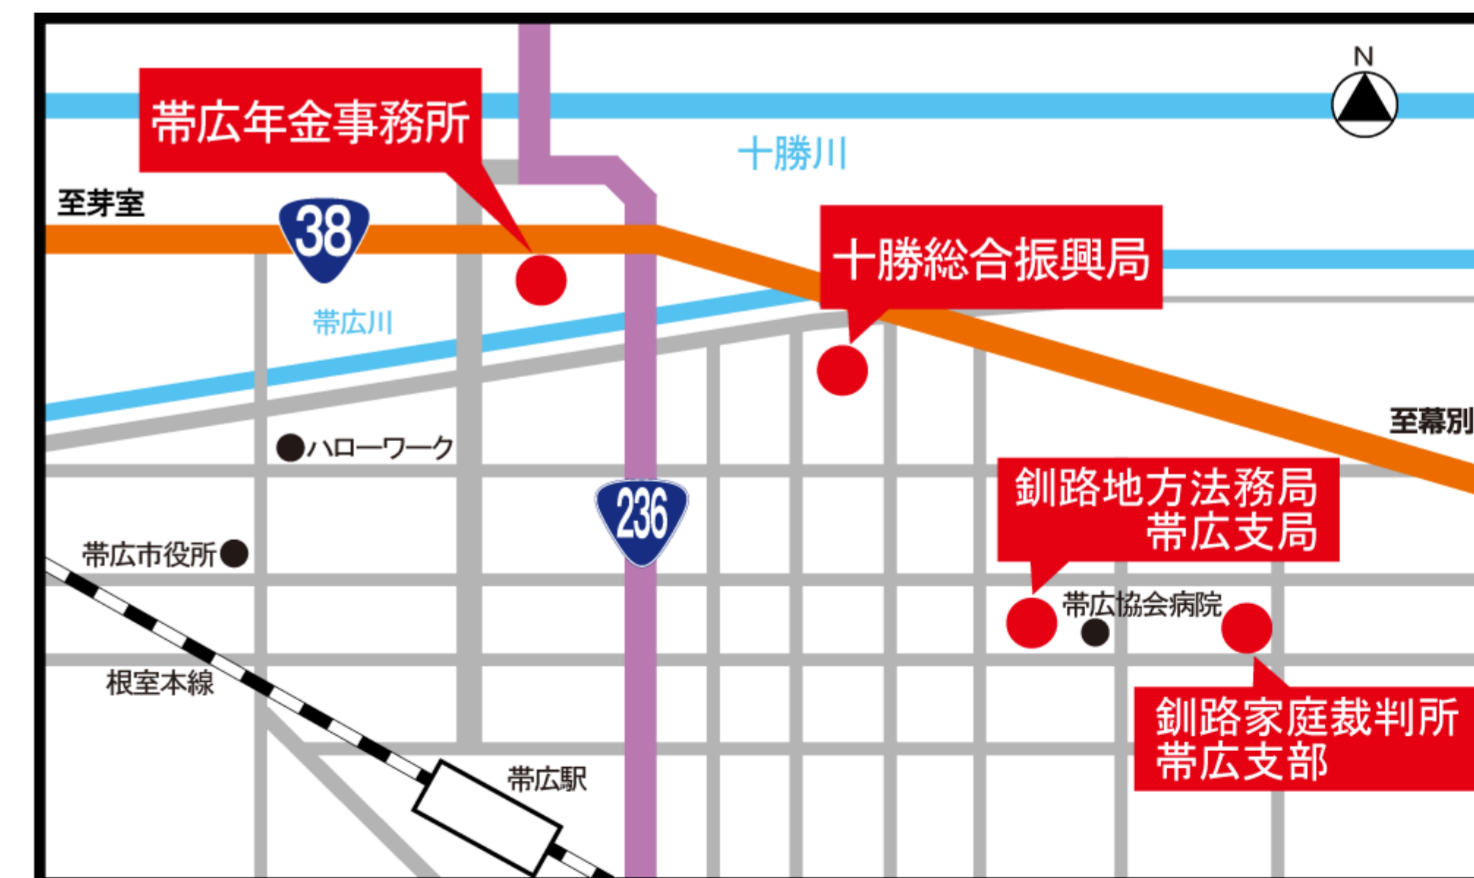 N
帯広年金事務所
十勝川
至芽室
38
十勝総合振興局
帯広川
至幕別
ハローワーク
釧路地方法務局
帯広支局
236
帯広市役所
帯広協会病院
根室本線
釧路家庭裁判所
帯広支部
帯広駅